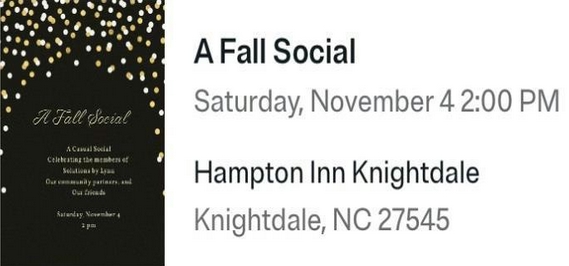 A Fall Social
A Casual Social
Celebrating the members of
Solutions by Lynn
Our community partners, and
Our friends
Saturday, November 4
2 pm
A Fall Social
Saturday, November 4 2:00 PM
Hampton Inn Knightdale
Knightdale, NC 27545